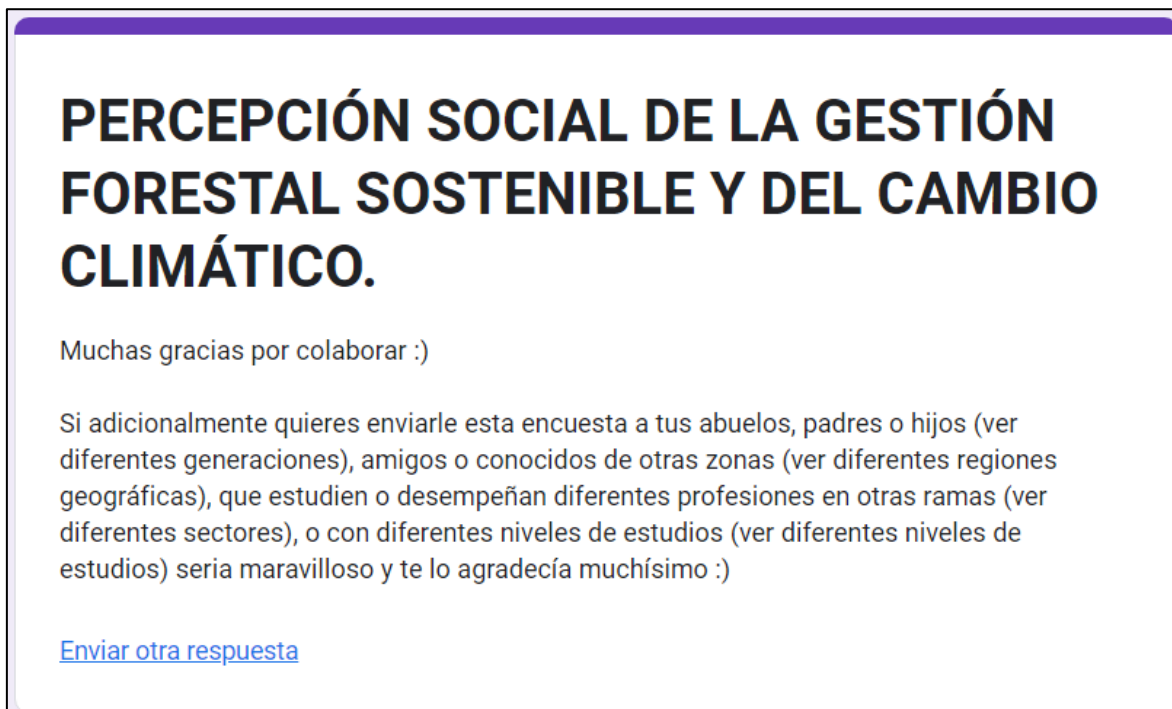 PERCEPCIÓN SOCIAL DE LA GESTIÓN
FORESTAL SOSTENIBLE Y DEL CAMBIO
CLIMÁTICO.
Muchas gracias por colaborar :)
Si adicionalmente quieres enviarle esta encuesta a tus abuelos, padres o hijos (ver
diferentes generaciones), amigos o conocidos de otras zonas (ver diferentes regiones
geográficas), que estudien o desempeñan diferentes profesiones en otras ramas (ver
diferentes sectores), o con diferentes niveles de estudios (ver diferentes niveles de
estudios) seria maravilloso y te lo agradecía muchísimo :)
Enviar otra respuesta